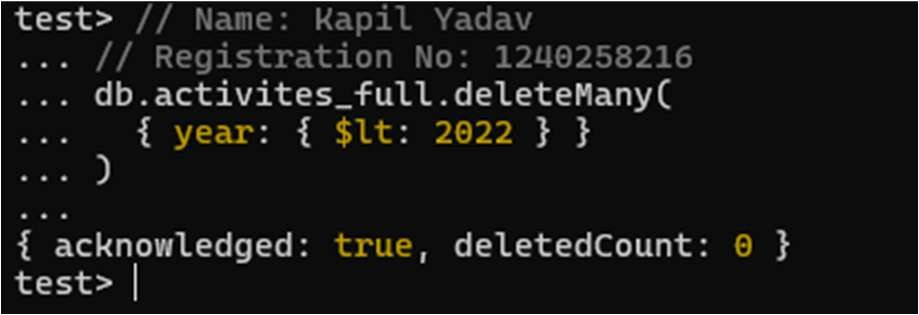 test> // Name: Kapil Yadav
... // Registration No: 1240258216
... db.activites_full.deleteMany(
...   { year: { $lt: 2022 } }
... )
...
{ acknowledged: true, deletedCount: 0 }
test>